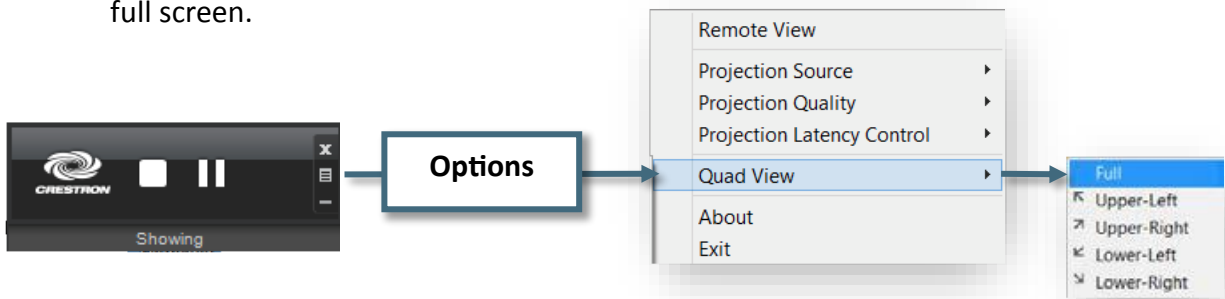 full screen.
CRESTRON
Showing
Options
Remote View
Projection Source
Projection Quality
Projection Latency Control
Quad View
About
Exit
Full
Upper-Left
Upper-Right
Lower-Left
Lower-Right